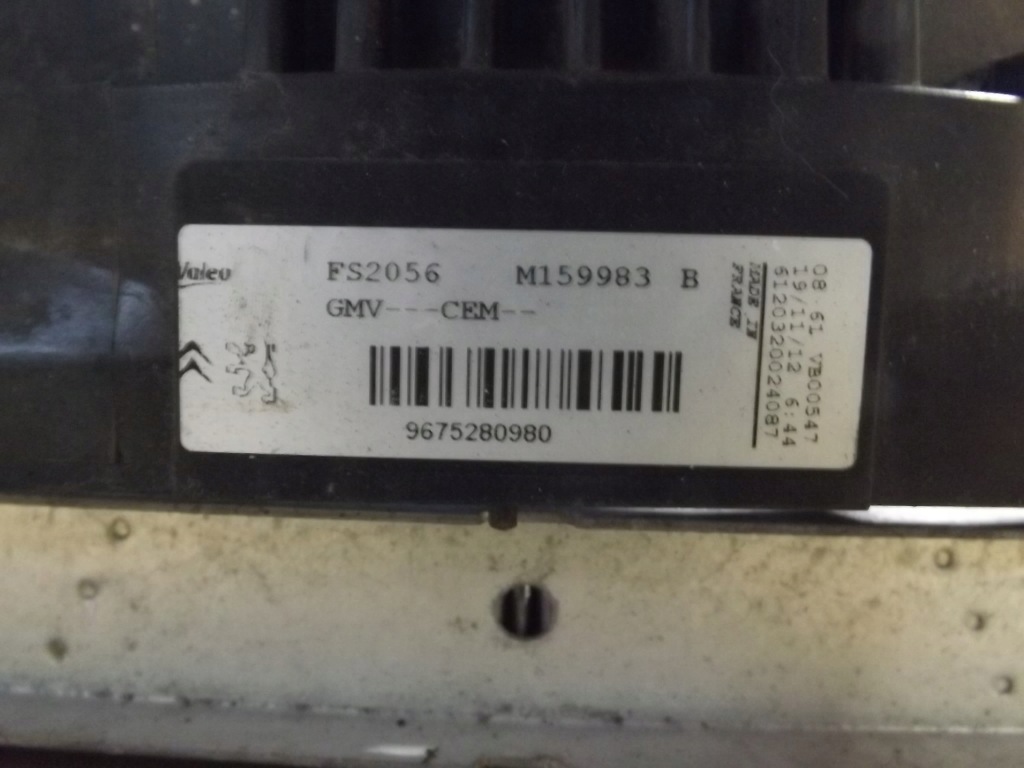 Valeo
FS2056 M159983 B
GMV---CEM--
9675280980
MADE IN
FRANCE
08 61 VB00547
19/11/12 6:44
6120320024087